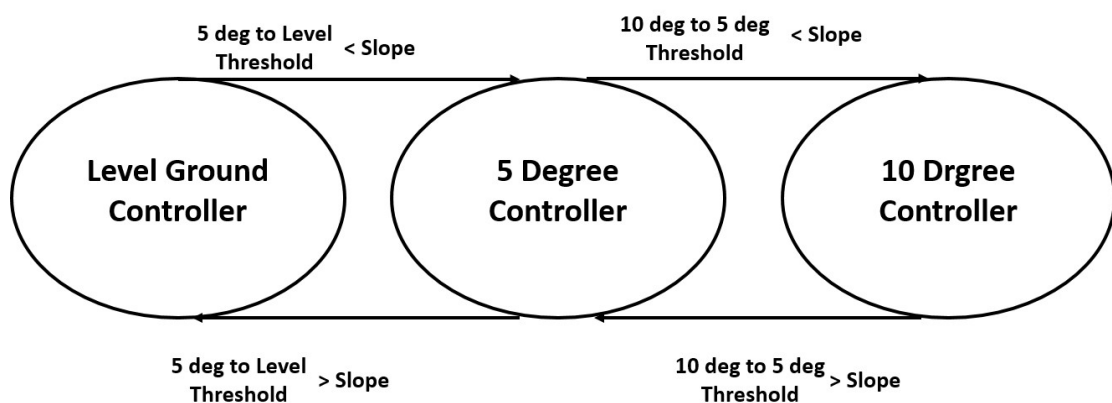 5 deg to Level
Threshold < Slope
10 deg to 5 deg
Threshold < Slope
Level Ground
Controller
5 Degree
Controller
10 Drgree
Controller
5 deg to Level
Threshold > Slope
10 deg to 5 deg
Threshold > Slope